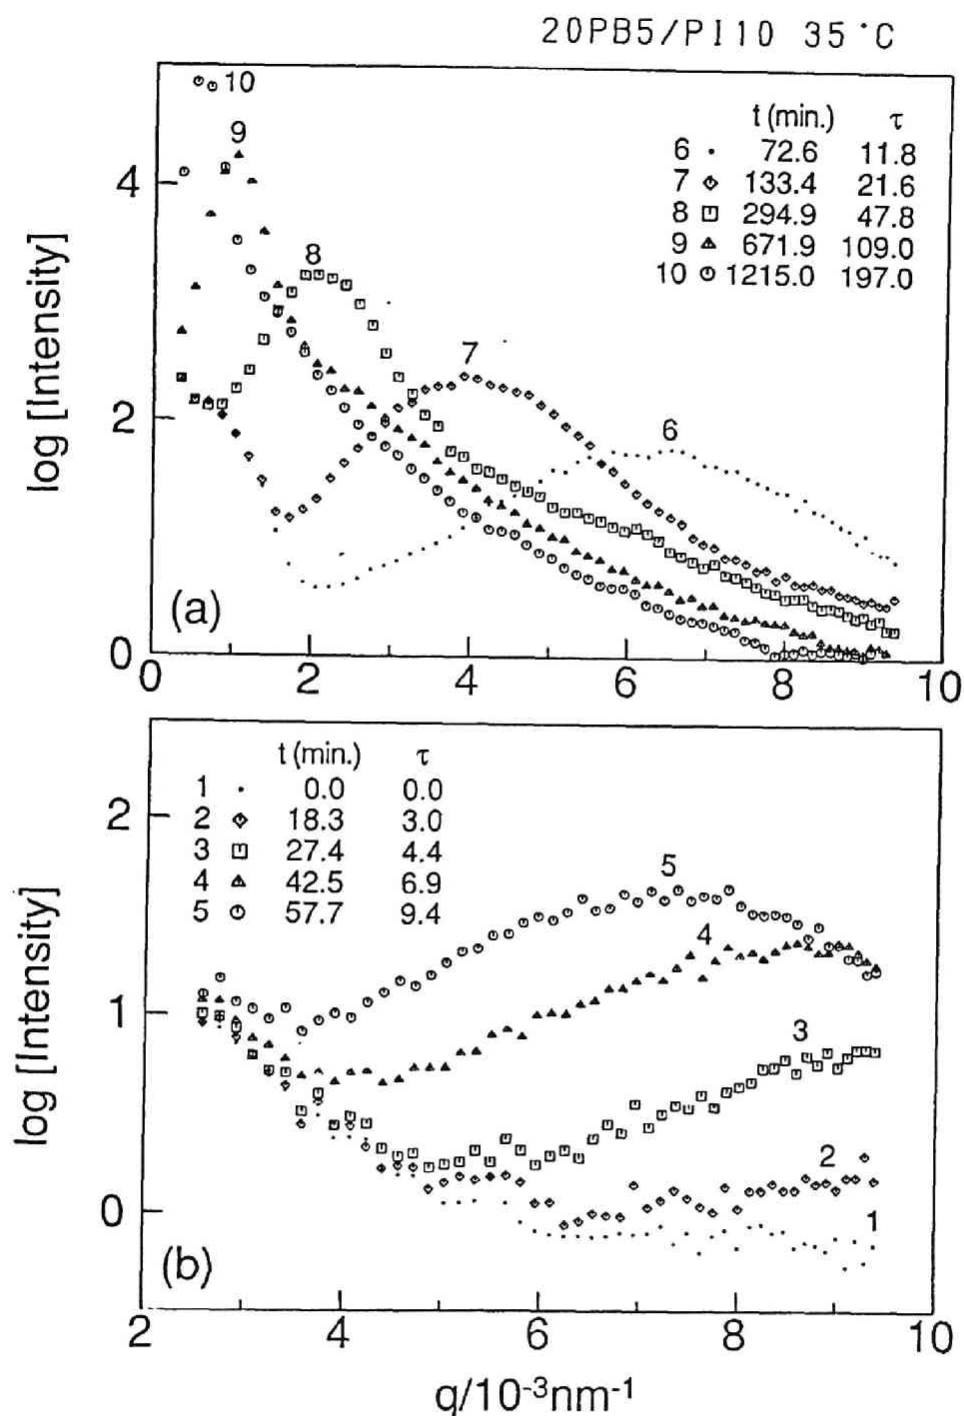 20PB5/PI10 35°C
10
9
8
7
6
t (min.) τ
6 72.6 11.8
7 133.4 21.6
8 294.9 47.8
9 671.9 109.0
10 1215.0 197.0
log [Intensity]
4
2
0
(a)
0 2 4 6 8 10
t (min.) τ
1 0.0 0.0
2 18.3 3.0
3 27.4 4.4
4 42.5 6.9
5 57.7 9.4
5
4
3
2
1
log [Intensity]
2
1
0
(b)
2 4 6 8 10
q/10⁻³nm⁻¹